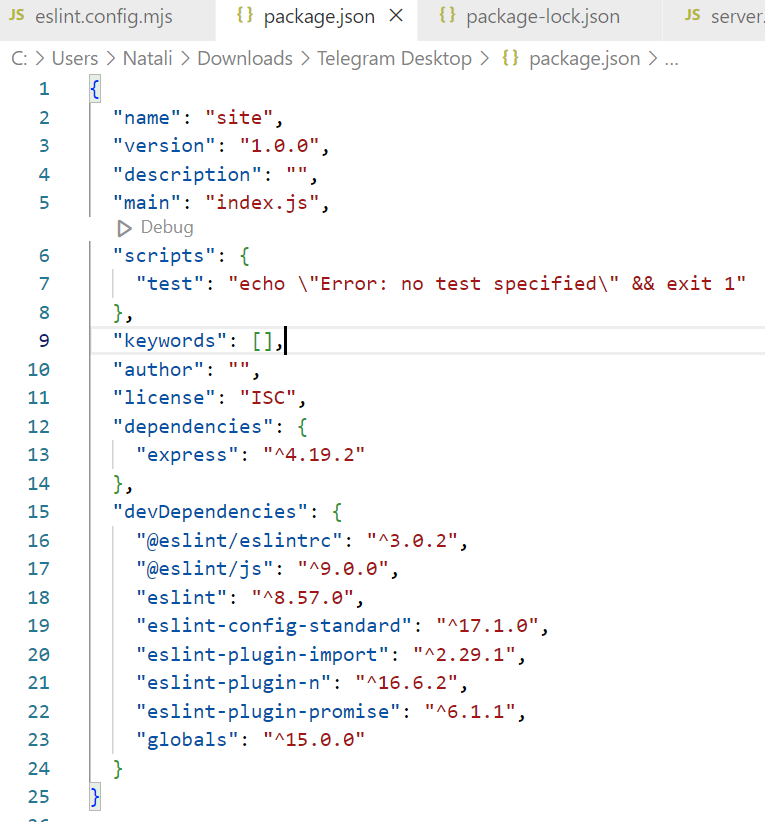 JS eslint.config.mjs {} package.json × {} package-lock.json JS server.
C: > Users > Natali > Downloads > Telegram Desktop > {} package.json > ...
1 {
2 "name": "site",
3 "version": "1.0.0",
4 "description": "",
5 "main": "index.js",
Debug
6 "scripts": {
7 "test": "echo \"Error: no test specified\" && exit 1"
8 },
9 "keywords": [],
10 "author": "",
11 "license": "ISC",
12 "dependencies": {
13 "express": "^4.19.2"
14 },
15 "devDependencies": {
16 "@eslint/eslintrc": "^3.0.2",
17 "@eslint/js": "^9.0.0",
18 "eslint": "^8.57.0",
19 "eslint-config-standard": "^17.1.0",
20 "eslint-plugin-import": "^2.29.1",
21 "eslint-plugin-n": "^16.6.2",
22 "eslint-plugin-promise": "^6.1.1",
23 "globals": "^15.0.0"
24 }
25 }